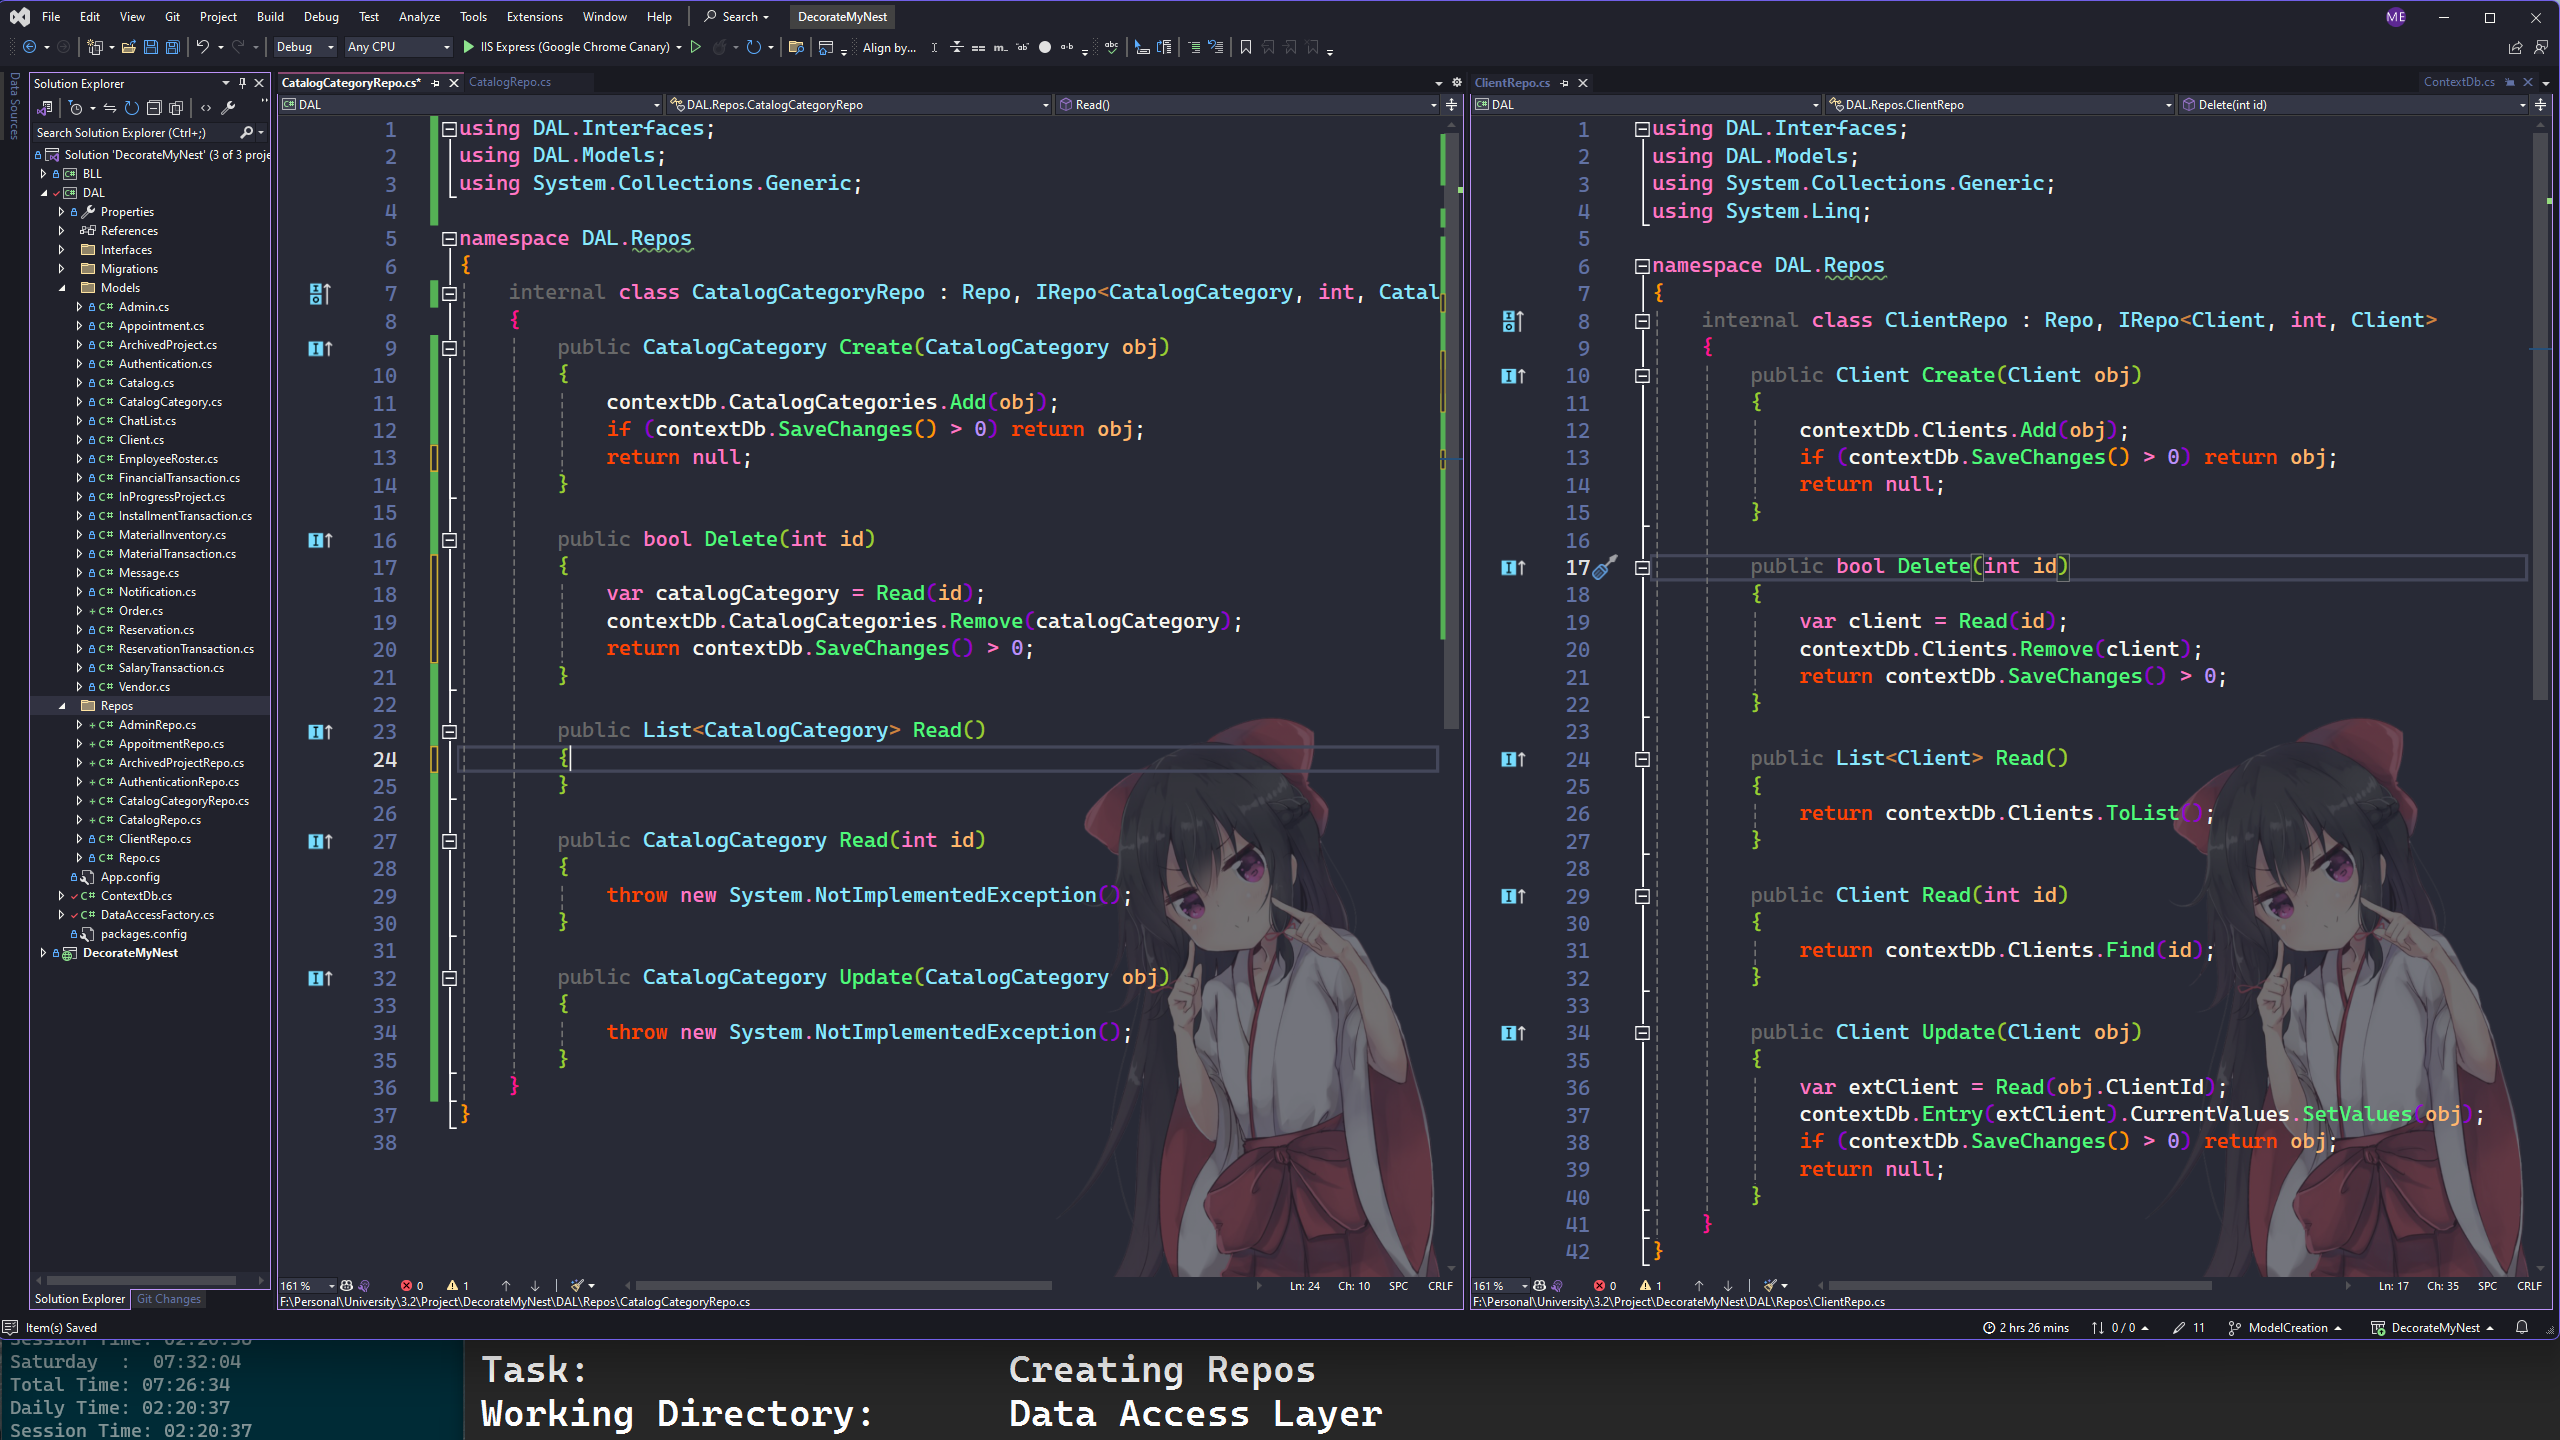 File Edit View Git Project Build Debug Test Analyze Tools Extensions Window Help Search DecorateMyNest ME
Debug Any CPU IIS Express (Google Chrome Canary) Align by...
Data Sources
Solution Explorer
Search Solution Explorer (Ctrl+;)
Solution 'DecorateMyNest' (3 of 3 proje
BLL
DAL
Properties
References
Interfaces
Migrations
Models
Admin.cs
Appointment.cs
ArchivedProject.cs
Authentication.cs
Catalog.cs
CatalogCategory.cs
ChatList.cs
Client.cs
EmployeeRoster.cs
FinancialTransaction.cs
InProgressProject.cs
InstallmentTransaction.cs
MaterialInventory.cs
MaterialTransaction.cs
Message.cs
Notification.cs
Order.cs
Reservation.cs
ReservationTransaction.cs
SalaryTransaction.cs
Vendor.cs
Repos
AdminRepo.cs
AppoitmentRepo.cs
ArchivedProjectRepo.cs
AuthenticationRepo.cs
CatalogCategoryRepo.cs
CatalogRepo.cs
ClientRepo.cs
Repo.cs
App.config
ContextDb.cs
DataAccessFactory.cs
packages.config
DecorateMyNest
Solution Explorer Git Changes
CatalogCategoryRepo.cs* CatalogRepo.cs
DAL DAL.Repos.CatalogCategoryRepo Read()
1 using DAL.Interfaces;
2 using DAL.Models;
3 using System.Collections.Generic;
4
5 namespace DAL.Repos
6 {
7 internal class CatalogCategoryRepo : Repo, IRepo<CatalogCategory, int, Catal
8 {
9 public CatalogCategory Create(CatalogCategory obj)
10 {
11 contextDb.CatalogCategories.Add(obj);
12 if (contextDb.SaveChanges() > 0) return obj;
13 return null;
14 }
15
16 public bool Delete(int id)
17 {
18 var catalogCategory = Read(id);
19 contextDb.CatalogCategories.Remove(catalogCategory);
20 return contextDb.SaveChanges() > 0;
21 }
22
23 public List<CatalogCategory> Read()
24 {
25 }
26
27 public CatalogCategory Read(int id)
28 {
29 throw new System.NotImplementedException();
30 }
31
32 public CatalogCategory Update(CatalogCategory obj)
33 {
34 throw new System.NotImplementedException();
35 }
36 }
37 }
38
161 % 0 1 Ln: 24 Ch: 10 SPC CRLF
F:\Personal\University\3.2\Project\DecorateMyNest\DAL\Repos\CatalogCategoryRepo.cs
ClientRepo.cs ContextDb.cs
DAL DAL.Repos.ClientRepo Delete(int id)
1 using DAL.Interfaces;
2 using DAL.Models;
3 using System.Collections.Generic;
4 using System.Linq;
5
6 namespace DAL.Repos
7 {
8 internal class ClientRepo : Repo, IRepo<Client, int, Client>
9 {
10 public Client Create(Client obj)
11 {
12 contextDb.Clients.Add(obj);
13 if (contextDb.SaveChanges() > 0) return obj;
14 return null;
15 }
16
17 public bool Delete(int id)
18 {
19 var client = Read(id);
20 contextDb.Clients.Remove(client);
21 return contextDb.SaveChanges() > 0;
22 }
23
24 public List<Client> Read()
25 {
26 return contextDb.Clients.ToList();
27 }
28
29 public Client Read(int id)
30 {
31 return contextDb.Clients.Find(id);
32 }
33
34 public Client Update(Client obj)
35 {
36 var extClient = Read(obj.ClientId);
37 contextDb.Entry(extClient).CurrentValues.SetValues(obj);
38 if (contextDb.SaveChanges() > 0) return obj;
39 return null;
40 }
41 }
42 }
161 % 0 1 Ln: 17 Ch: 35 SPC CRLF
F:\Personal\University\3.2\Project\DecorateMyNest\DAL\Repos\ClientRepo.cs
Item(s) Saved 2 hrs 26 mins 0 / 0 11 ModelCreation DecorateMyNest
Session Time: 02:20:36
Saturday : 07:32:04
Total Time: 07:26:34
Daily Time: 02:20:37
Session Time: 02:20:37
Task: Creating Repos
Working Directory: Data Access Layer